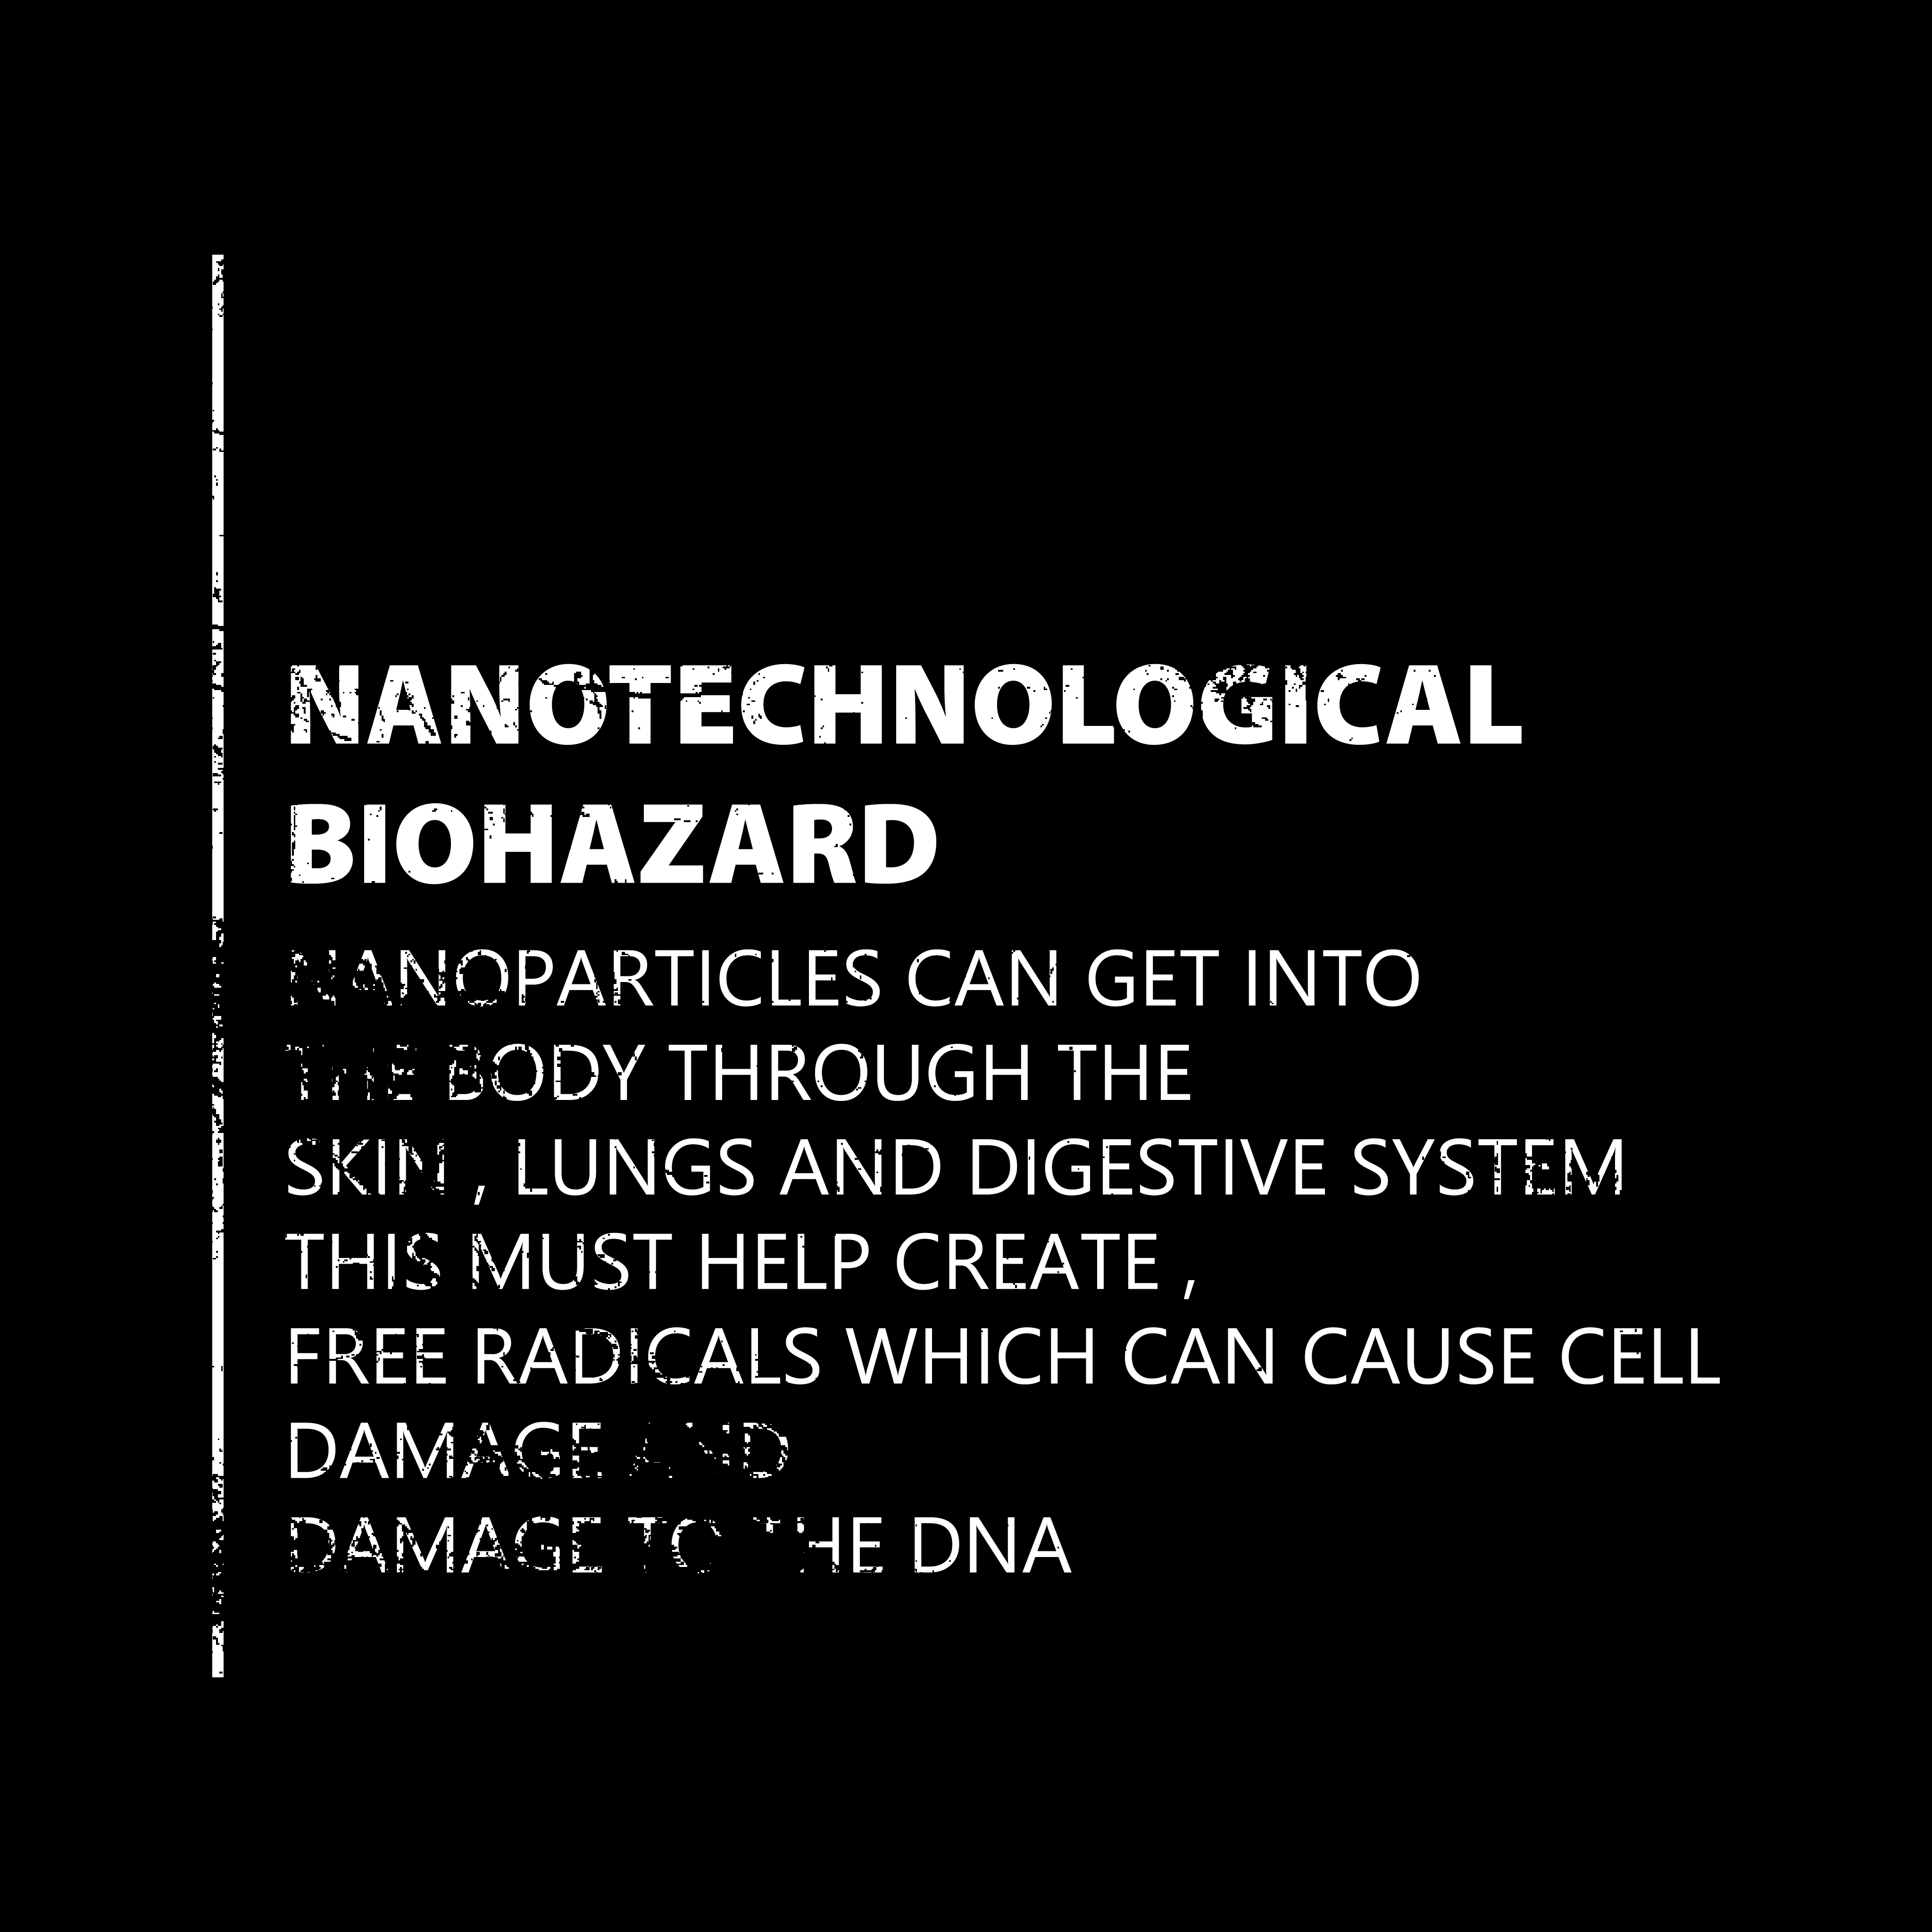 NANOTECHNOLOGICAL
BIOHAZARD
NANOPARTICLES CAN GET INTO
THE BODY THROUGH THE
SKIN , LUNGS AND DIGESTIVE SYSTEM
THIS MUST HELP CREATE ,
FREE RADICALS WHICH CAN CAUSE CELL
DAMAGE AND
DAMAGE TO THE DNA